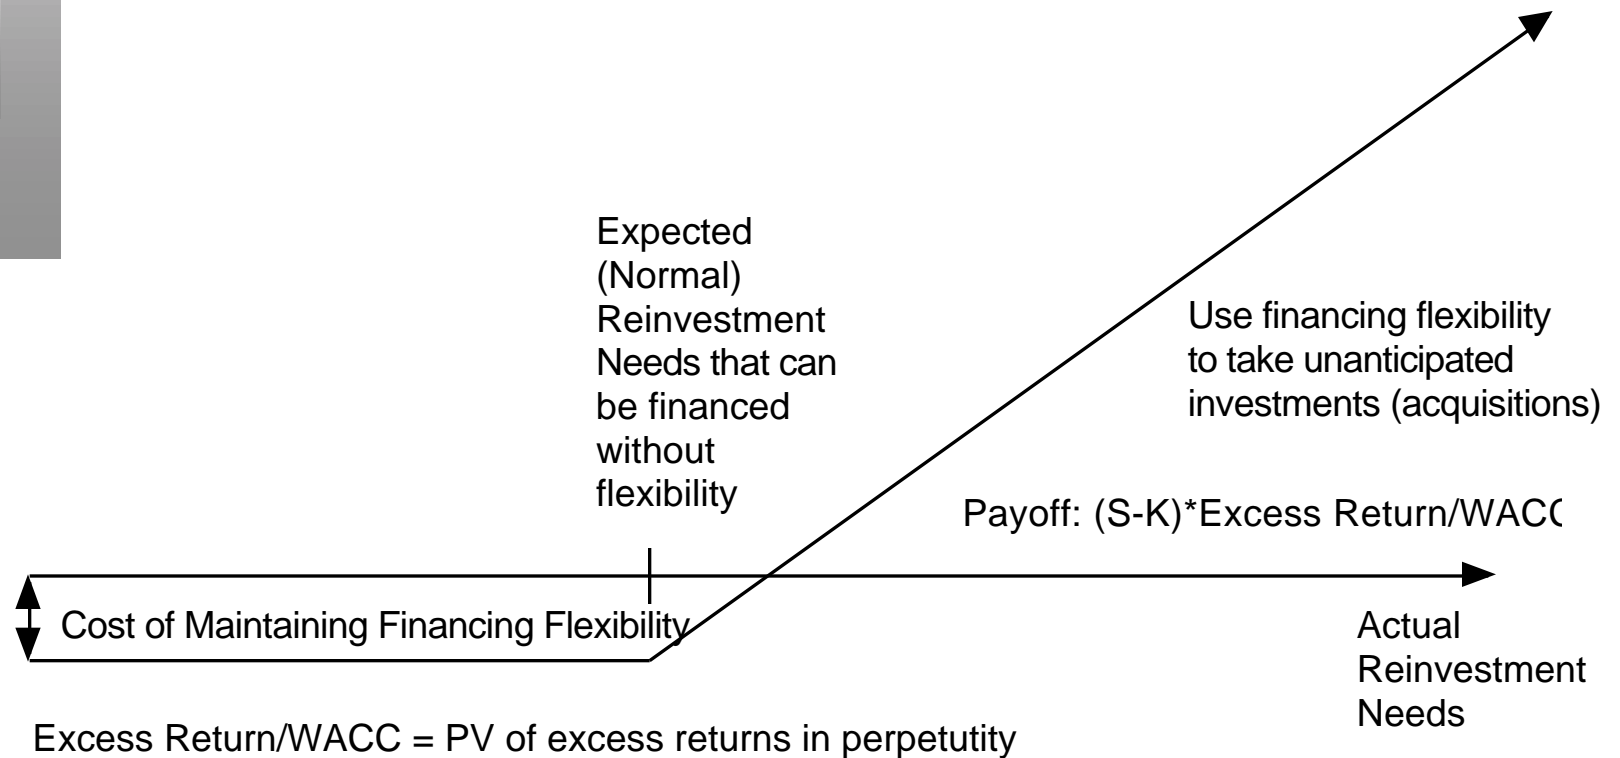 Expected
(Normal)
Reinvestment
Needs that can
be financed
without
flexibility
Use financing flexibility
to take unanticipated
investments (acquisitions)
Payoff: (S-K)*Excess Return/WACC
Cost of Maintaining Financing Flexibility
Actual
Reinvestment
Needs
Excess Return/WACC = PV of excess returns in perpetutity